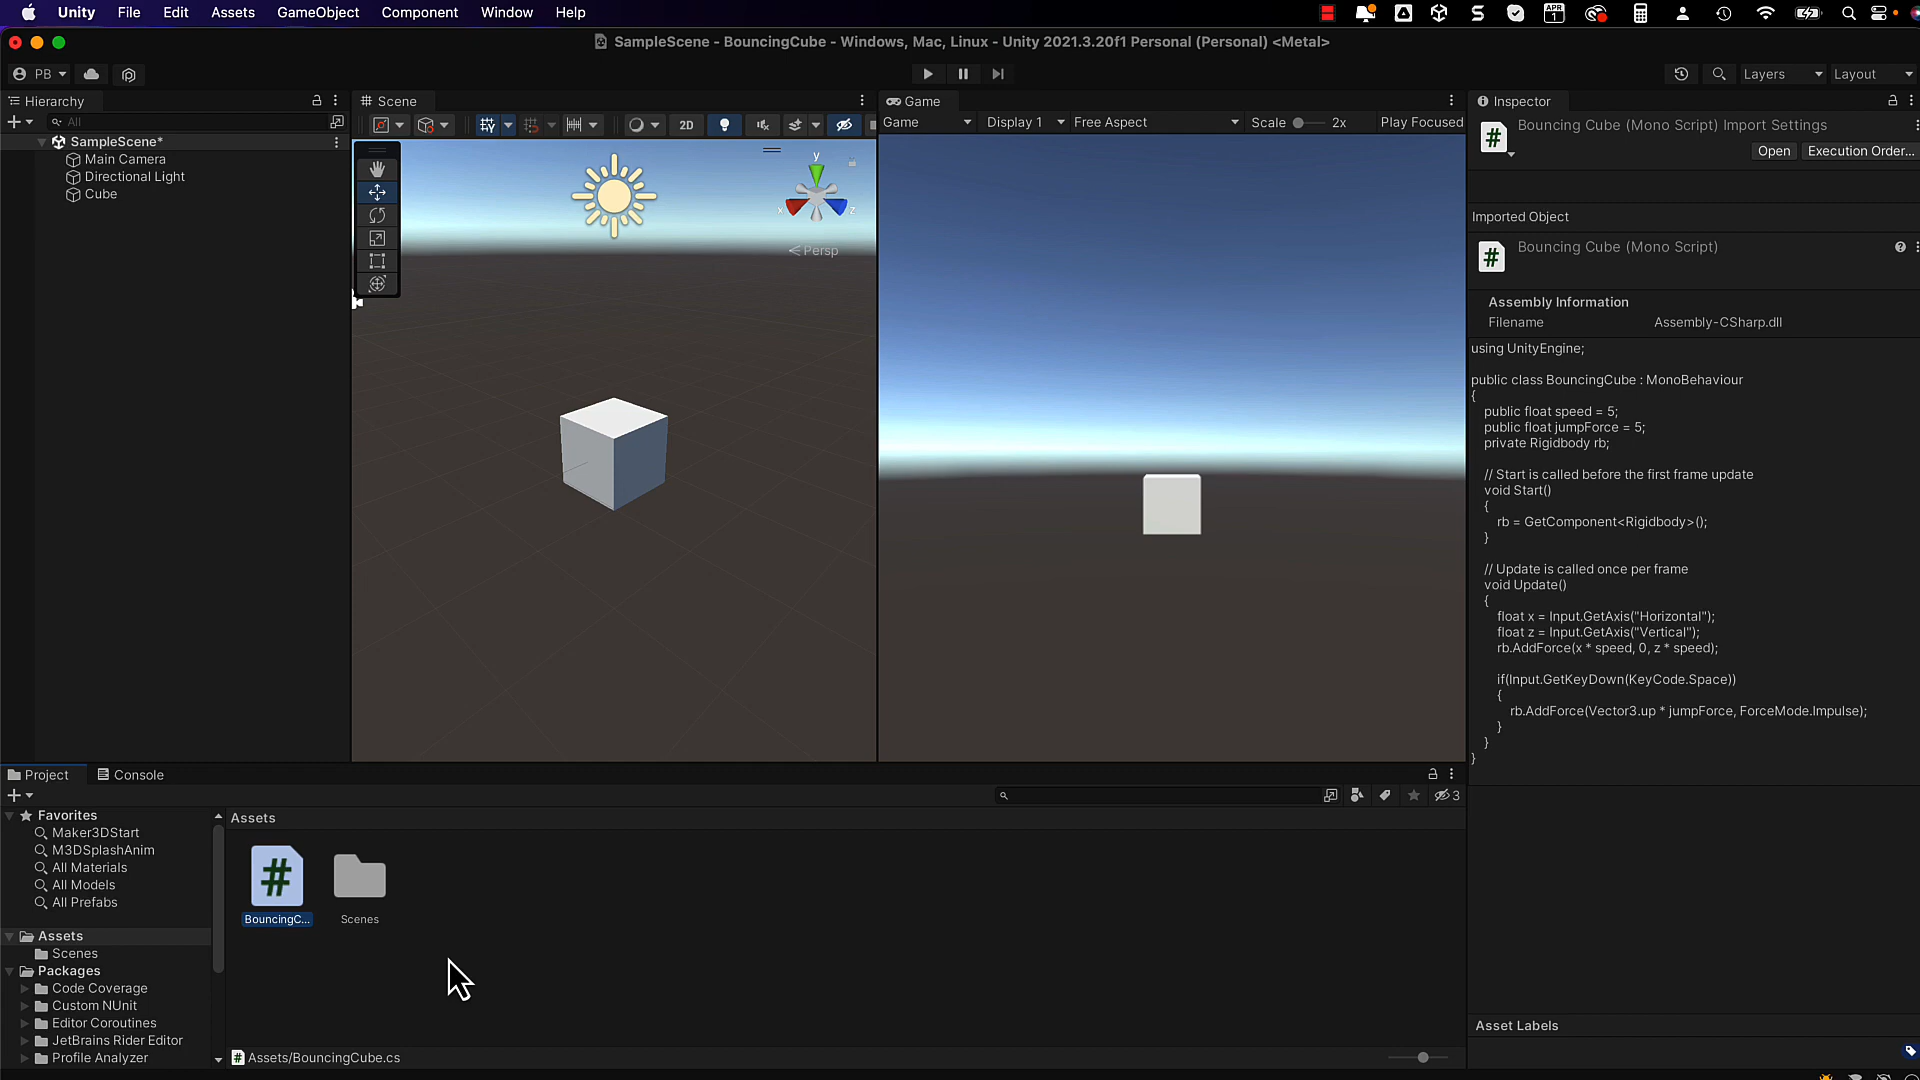 Unity File Edit Assets GameObject Component Window Help APR 1
SampleScene - BouncingCube - Windows, Mac, Linux - Unity 2021.3.20f1 Personal (Personal) <Metal>
PB Layers Layout
Hierarchy
All
SampleScene*
Main Camera
Directional Light
Cube
Scene
2D
y
x
z
Persp
Game
Game Display 1 Free Aspect Scale 2x Play Focused
Inspector
Bouncing Cube (Mono Script) Import Settings
Open Execution Order...
Imported Object
Bouncing Cube (Mono Script)
Assembly Information
Filename Assembly-CSharp.dll
using UnityEngine;
public class BouncingCube : MonoBehaviour
{
public float speed = 5;
public float jumpForce = 5;
private Rigidbody rb;
// Start is called before the first frame update
void Start()
{
rb = GetComponent<Rigidbody>();
}
// Update is called once per frame
void Update()
{
float x = Input.GetAxis("Horizontal");
float z = Input.GetAxis("Vertical");
rb.AddForce(x * speed, 0, z * speed);
if(Input.GetKeyDown(KeyCode.Space))
{
rb.AddForce(Vector3.up * jumpForce, ForceMode.Impulse);
}
}
}
Asset Labels
Project Console
3
Favorites
Maker3DStart
M3DSplashAnim
All Materials
All Models
All Prefabs
Assets
Scenes
Packages
Code Coverage
Custom NUnit
Editor Coroutines
JetBrains Rider Editor
Profile Analyzer
Assets
#
BouncingC...
Scenes
Assets/BouncingCube.cs